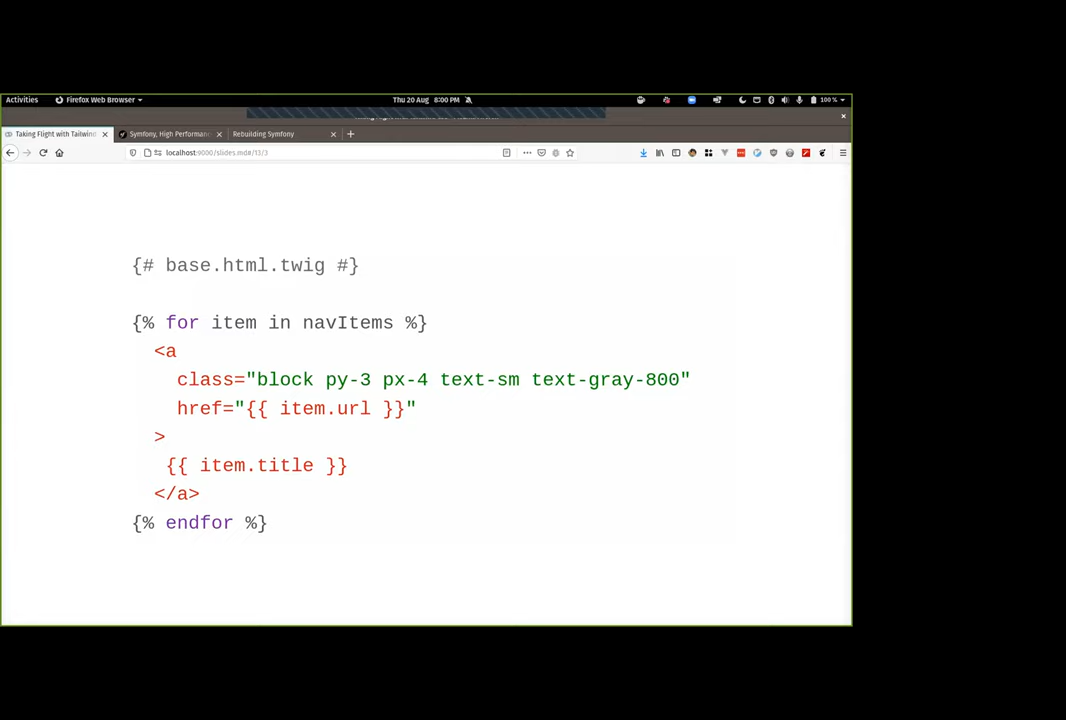 Activities Firefox Web Browser Thu 20 Aug 8:00 PM 100 %
Taking Flight with Tailwind Symfony, High Performance Rebuilding Symfony
localhost:9000/slides.md#/13/3
{# base.html.twig #}
{% for item in navItems %}
<a
class="block py-3 px-4 text-sm text-gray-800"
href="{{ item.url }}"
>
{{ item.title }}
</a>
{% endfor %}